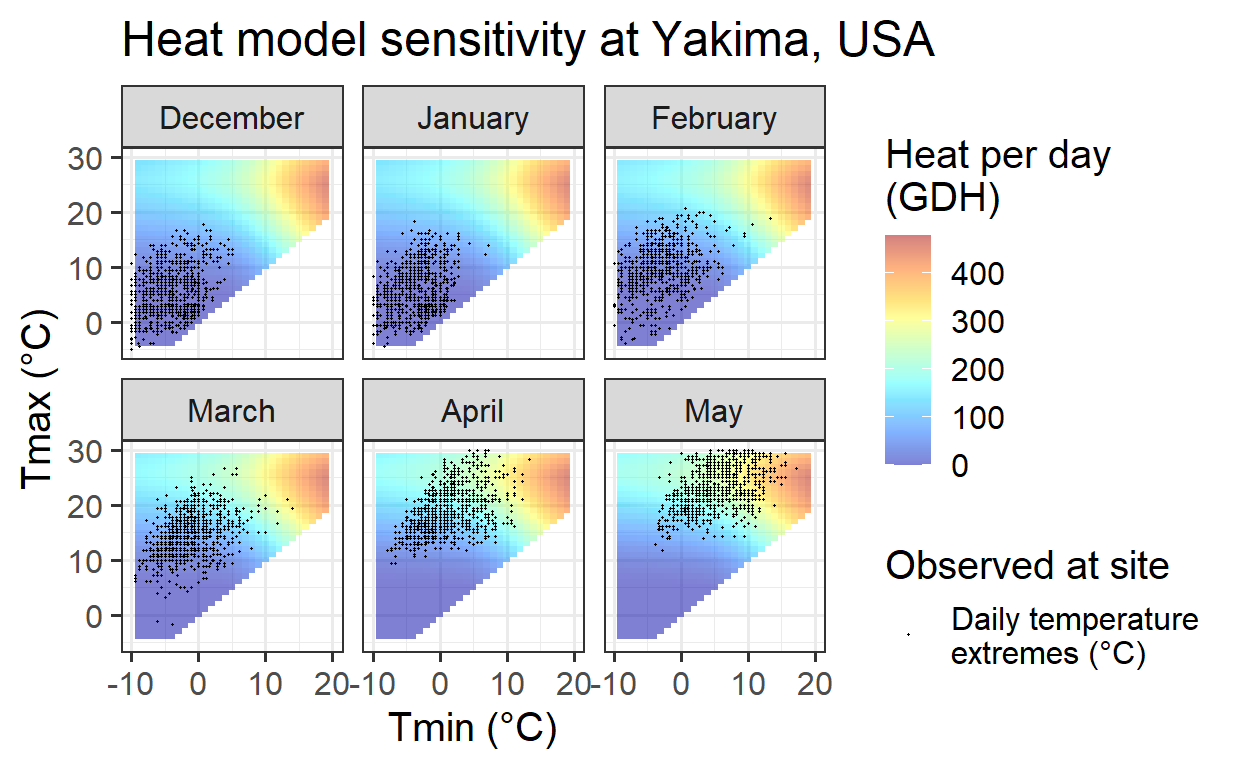 Heat model sensitivity at Yakima, USA
December January February
30
20
10
0
March April May
30
20
10
0
-10 0 10 20 -10 0 10 20 -10 0 10 20
Tmax (°C)
Tmin (°C)
Heat per day
(GDH)
400
300
200
100
0
Observed at site
Daily temperature
extremes (°C)